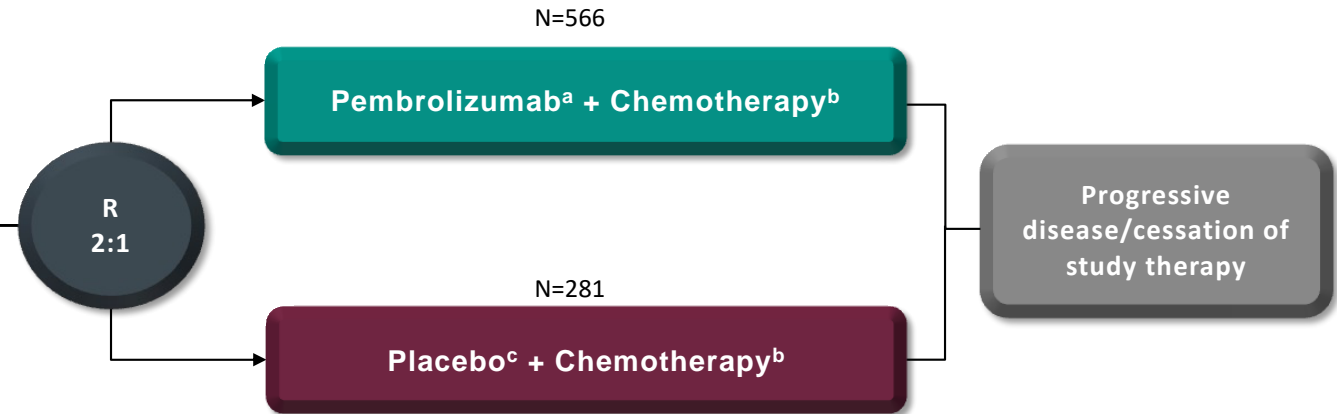 N=566
Pembrolizumabᵃ + Chemotherapyᵇ
R
2:1
Progressive
disease/cessation of
study therapy
N=281
Placeboᶜ + Chemotherapyᵇ